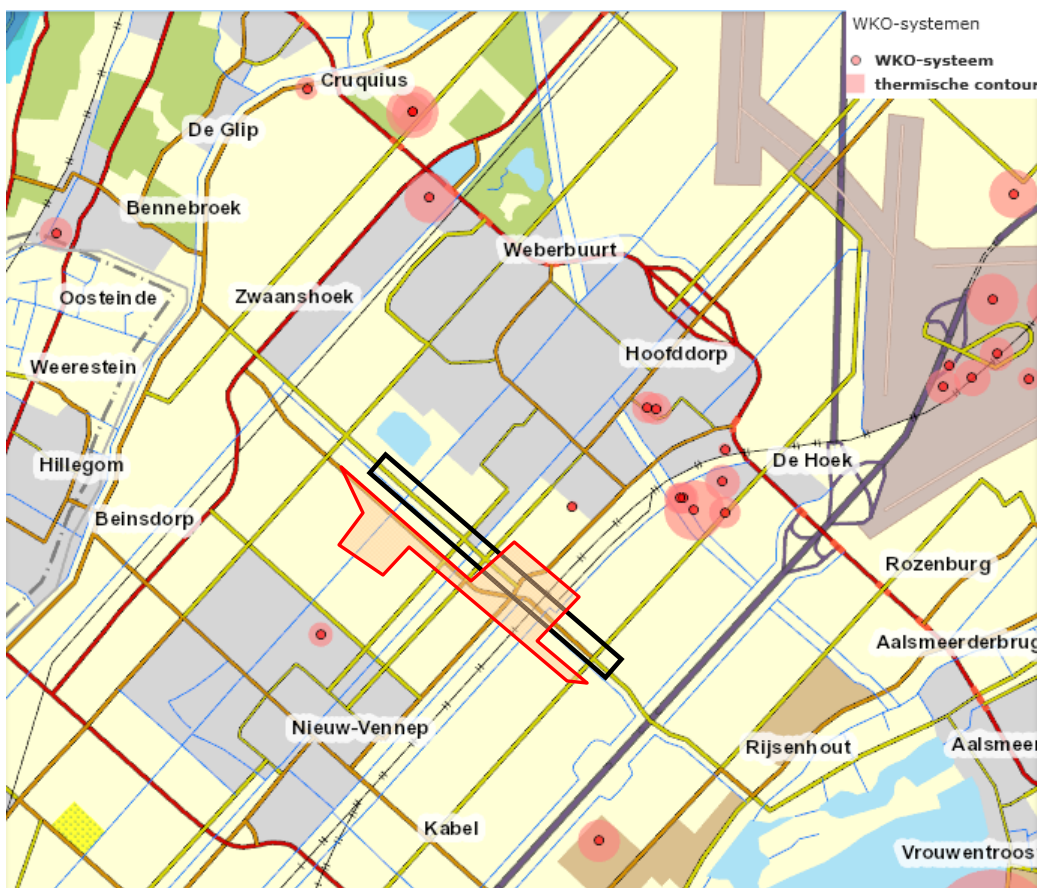 WKO-systemen
WKO-systeem
thermische contour
Cruquius
De Glip
Bennebroek
Weberbuurt
Oosteinde
Zwaanshoek
Weerestein
Hoofddorp
Hillegom
De Hoek
Beinsdorp
Rozenburg
Aalsmeerderbrug
Nieuw-Vennep
Rijsenhout
Aalsmeer
Kabel
Vrouwentroos